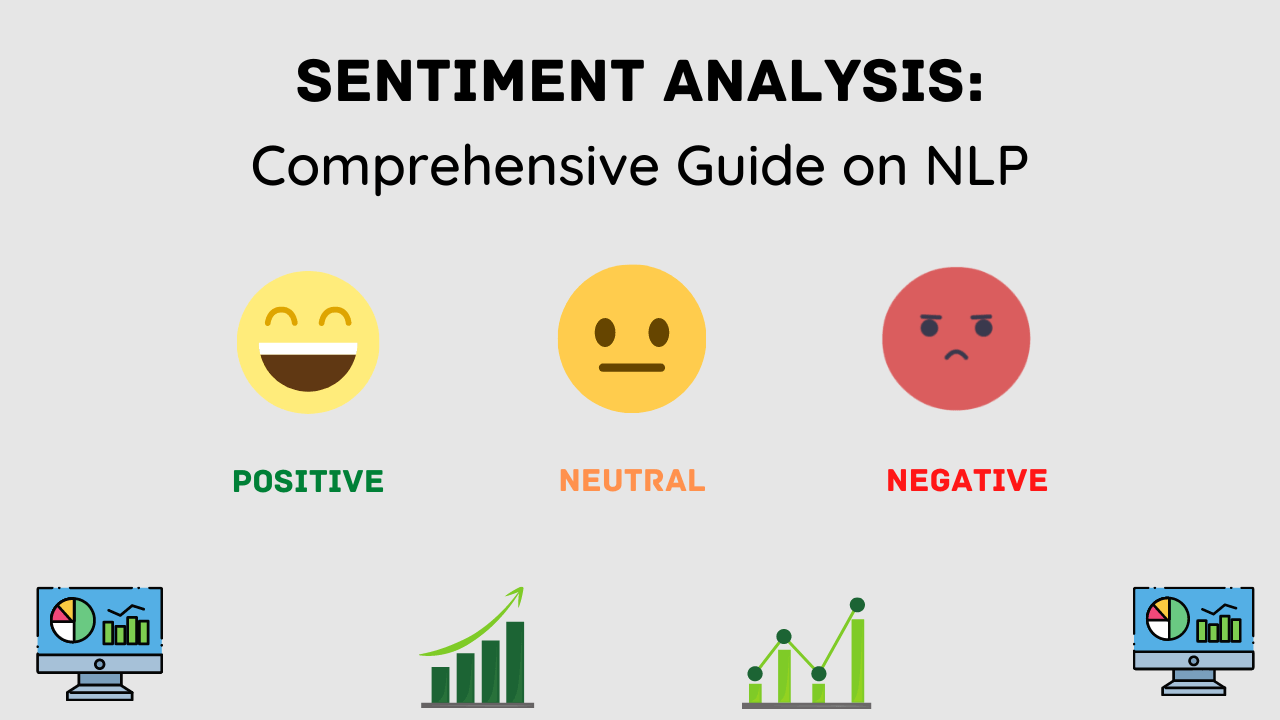 SENTIMENT ANALYSIS:
Comprehensive Guide on NLP
POSITIVE
NEUTRAL
NEGATIVE